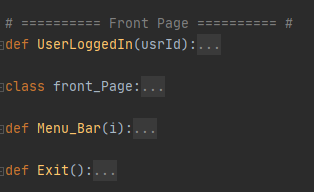 # ========== Front Page ========== #
def UserLoggedIn(usrId):...
class front_Page:...
def Menu_Bar(i):...
def Exit():...